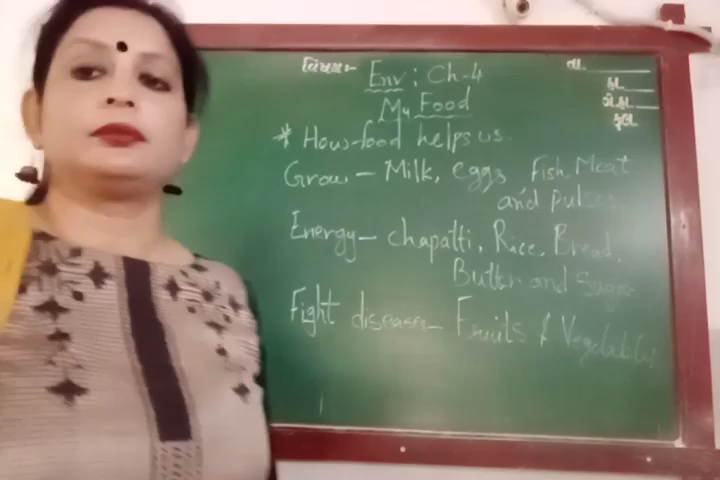 વિષય:- Env: Ch-4
My Food
* How food helps us.
Grow - Milk, eggs Fish, Meat
and pulses
Energy - chapatti, Rice, Bread,
Butter and Sugar
Fight diseases - Fruits & Vegetables
તા.